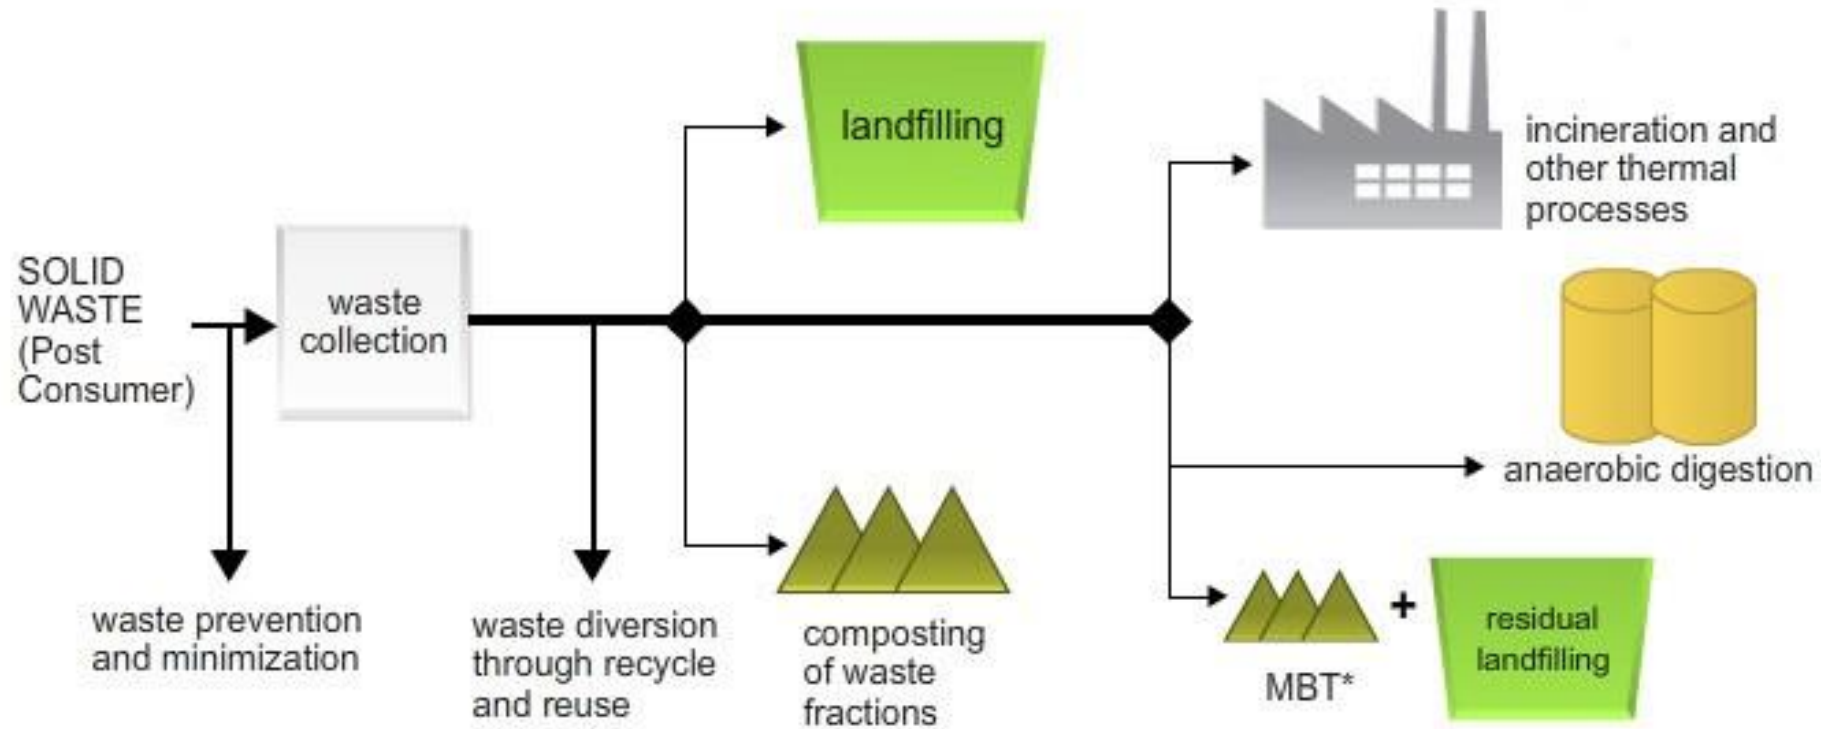 SOLID
WASTE
(Post
Consumer)
waste
collection
waste prevention
and minimization
waste diversion
through recycle
and reuse
landfilling
composting
of waste
fractions
incineration and
other thermal
processes
anaerobic digestion
MBT*
+
residual
landfilling